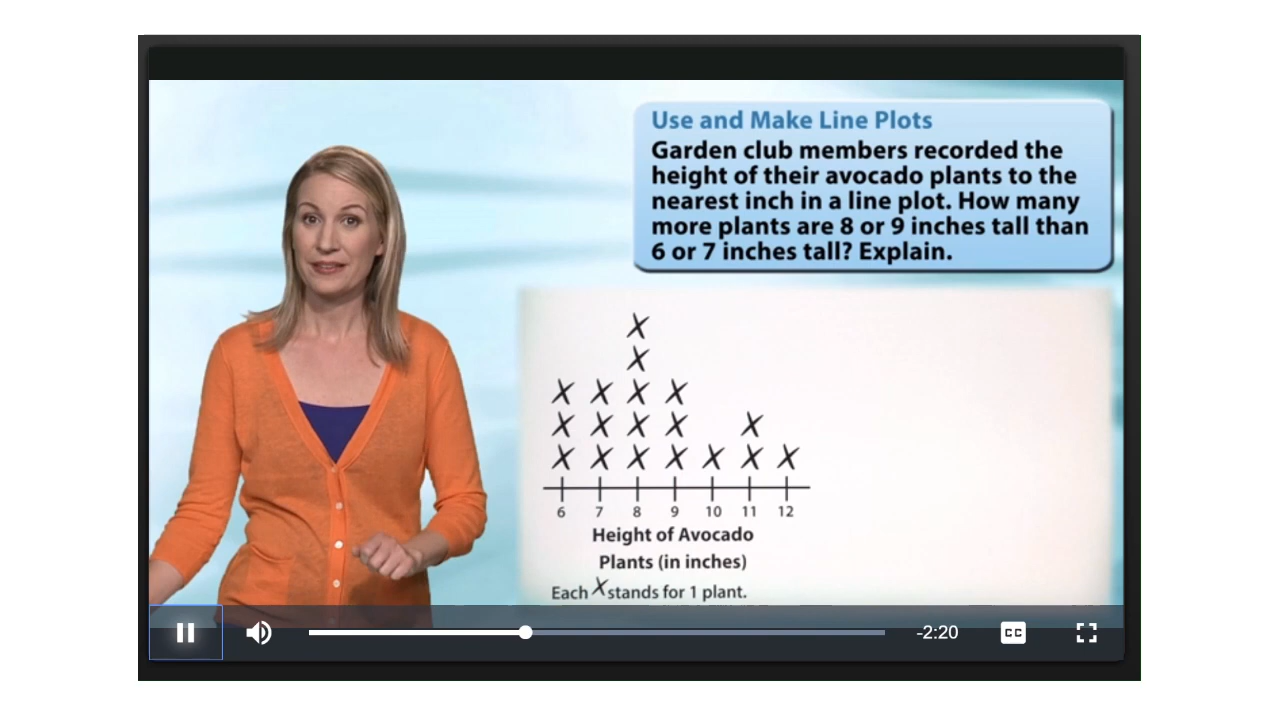 Use and Make Line Plots
Garden club members recorded the
height of their avocado plants to the
nearest inch in a line plot. How many
more plants are 8 or 9 inches tall than
6 or 7 inches tall? Explain.
X
X
X X X X
X X X X X
X X X X X X X
6 7 8 9 10 11 12
Height of Avocado
Plants (in inches)
Each X stands for 1 plant.
-2:20 CC